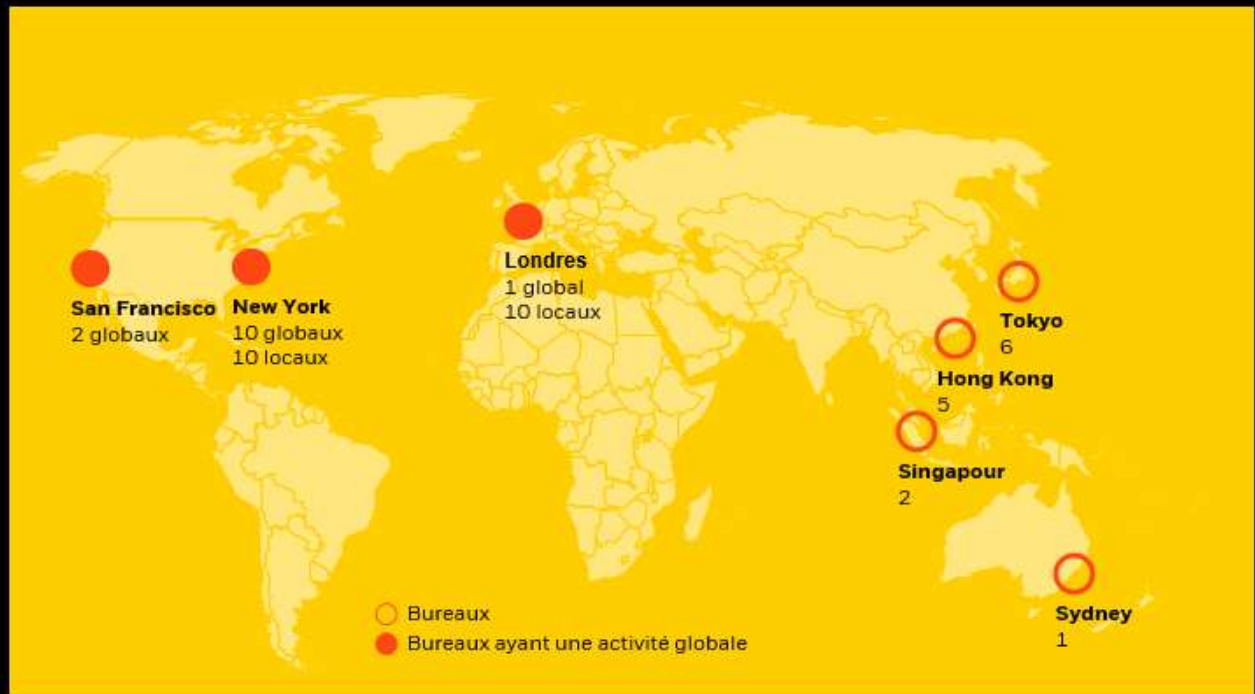 Londres
1 global
10 locaux
San Francisco
2 globaux
New York
10 globaux
10 locaux
Tokyo
6
Hong Kong
5
Singapour
2
Sydney
1
Bureaux
Bureaux ayant une activité globale